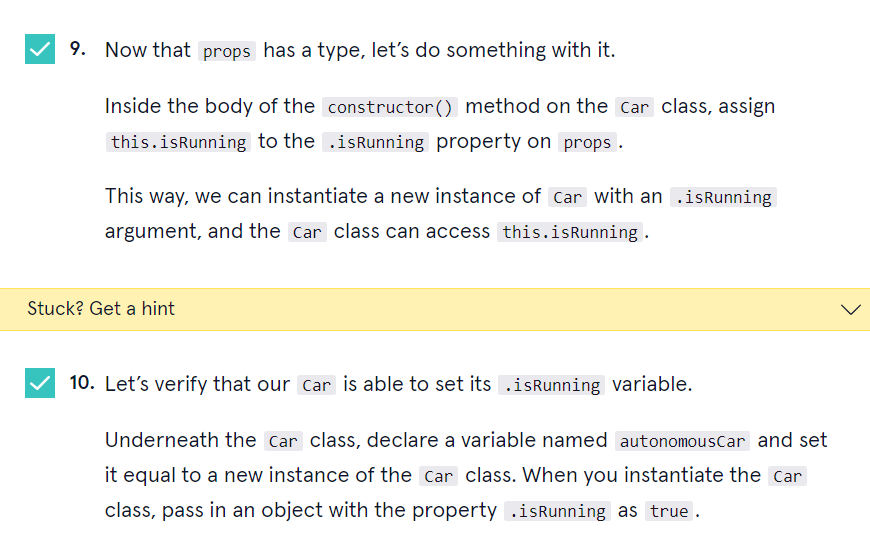 9. Now that props has a type, let’s do something with it.
Inside the body of the constructor() method on the Car class, assign
this.isRunning to the .isRunning property on props.
This way, we can instantiate a new instance of Car with an .isRunning
argument, and the Car class can access this.isRunning.
Stuck? Get a hint
10. Let’s verify that our Car is able to set its .isRunning variable.
Underneath the Car class, declare a variable named autonomousCar and set
it equal to a new instance of the Car class. When you instantiate the Car
class, pass in an object with the property .isRunning as true.